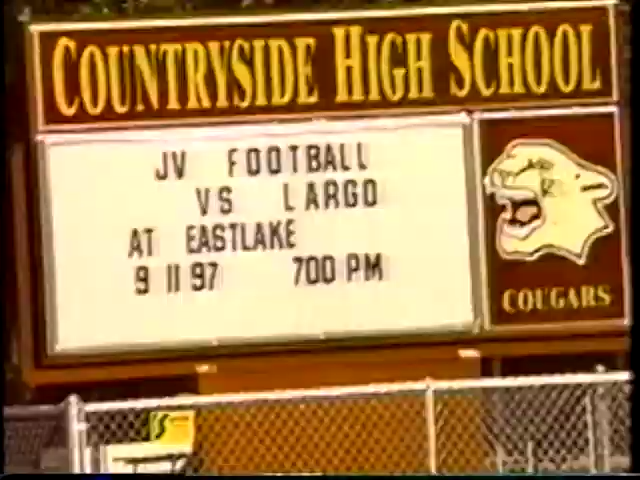 COUNTRYSIDE HIGH SCHOOL
JV FOOTBALL
VS LARGO
AT EASTLAKE
9 11 97 700 PM
COUGARS